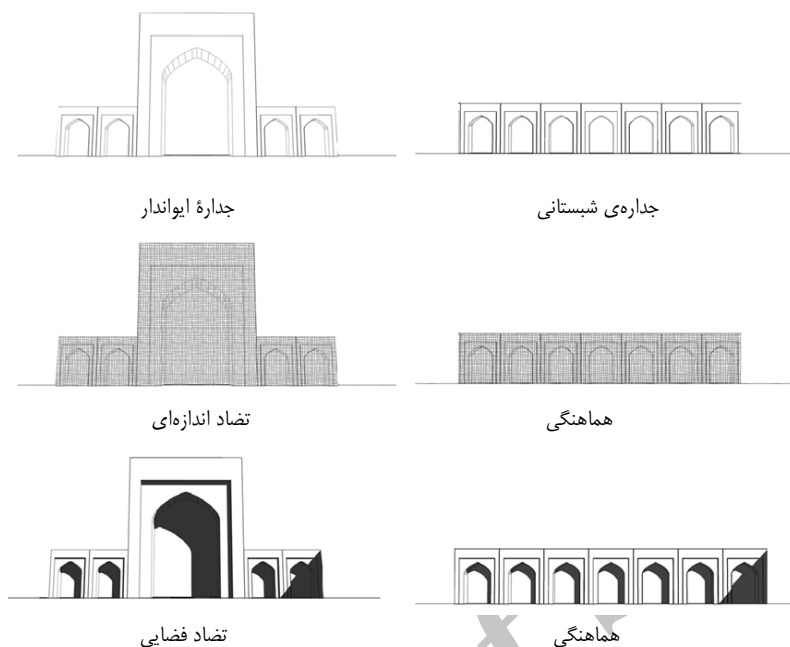 جداره‌ی شبستانی
جدارهٔ ایواندار
هماهنگی
تضاد اندازه‌ای
هماهنگی
تضاد فضایی